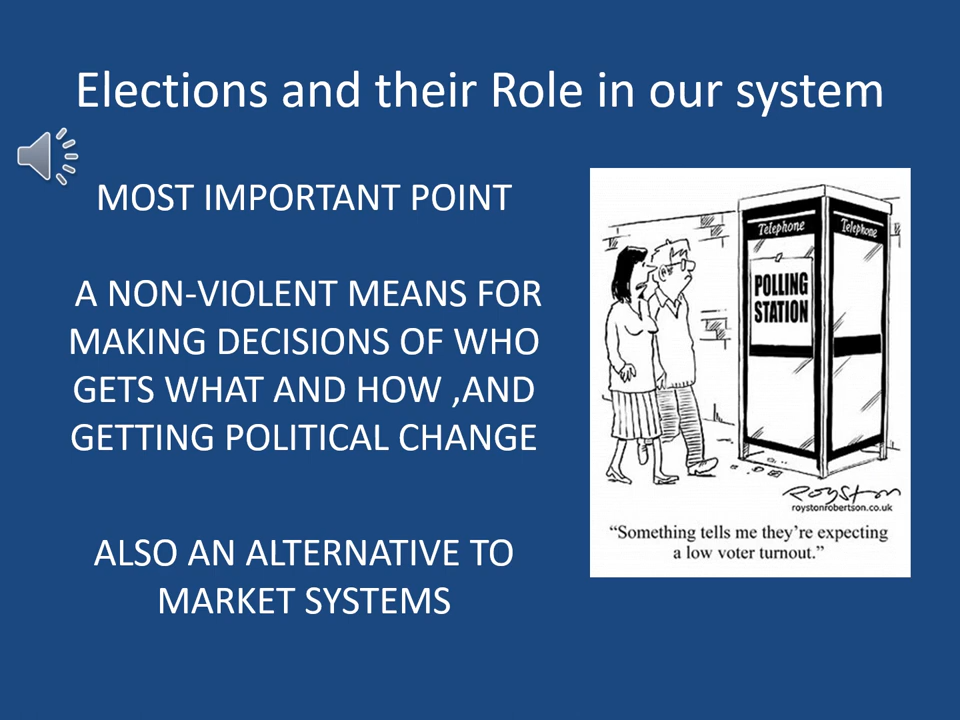 Elections and their Role in our system
MOST IMPORTANT POINT
A NON-VIOLENT MEANS FOR
MAKING DECISIONS OF WHO
GETS WHAT AND HOW ,AND
GETTING POLITICAL CHANGE
ALSO AN ALTERNATIVE TO
MARKET SYSTEMS
Telephone
Telephone
POLLING
STATION
Royston
roystonrobertson.co.uk
“Something tells me they’re expecting
a low voter turnout.”